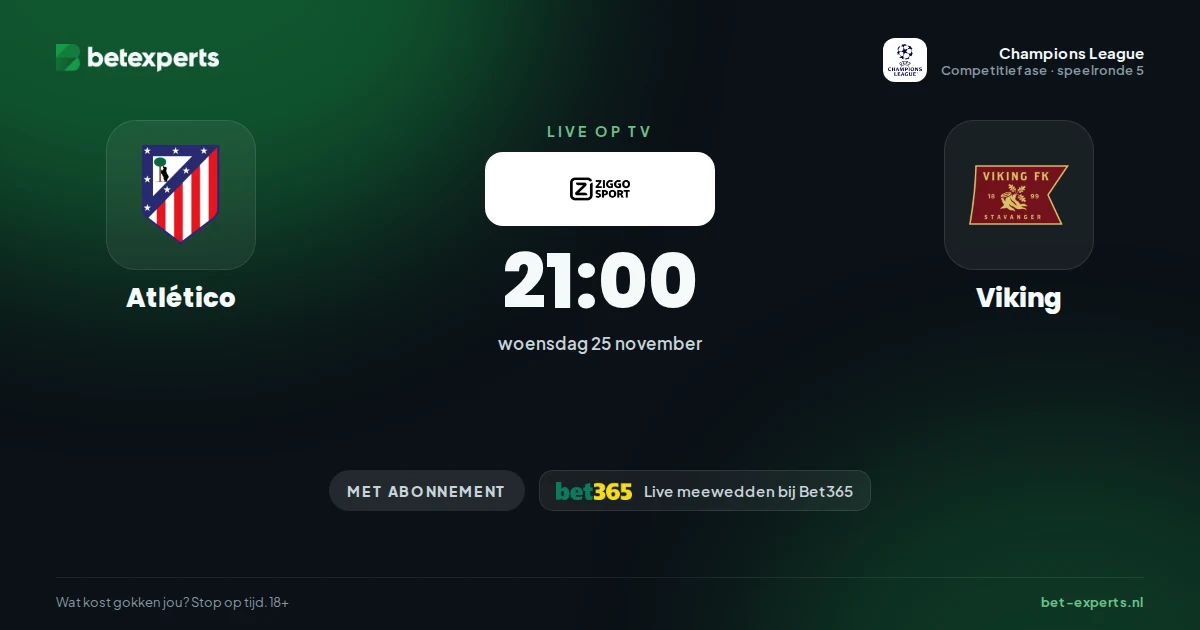 betexperts
CHAMPIONS
LEAGUE
Champions League
Competitiefase · speelronde 5
LIVE OP TV
ZIGGO
SPORT
VIKING FK
18 99
STAVANGER
21:00
Atlético
Viking
woensdag 25 november
MET ABONNEMENT
bet365 Live meewedden bij Bet365
Wat kost gokken jou? Stop op tijd. 18+
bet-experts.nl